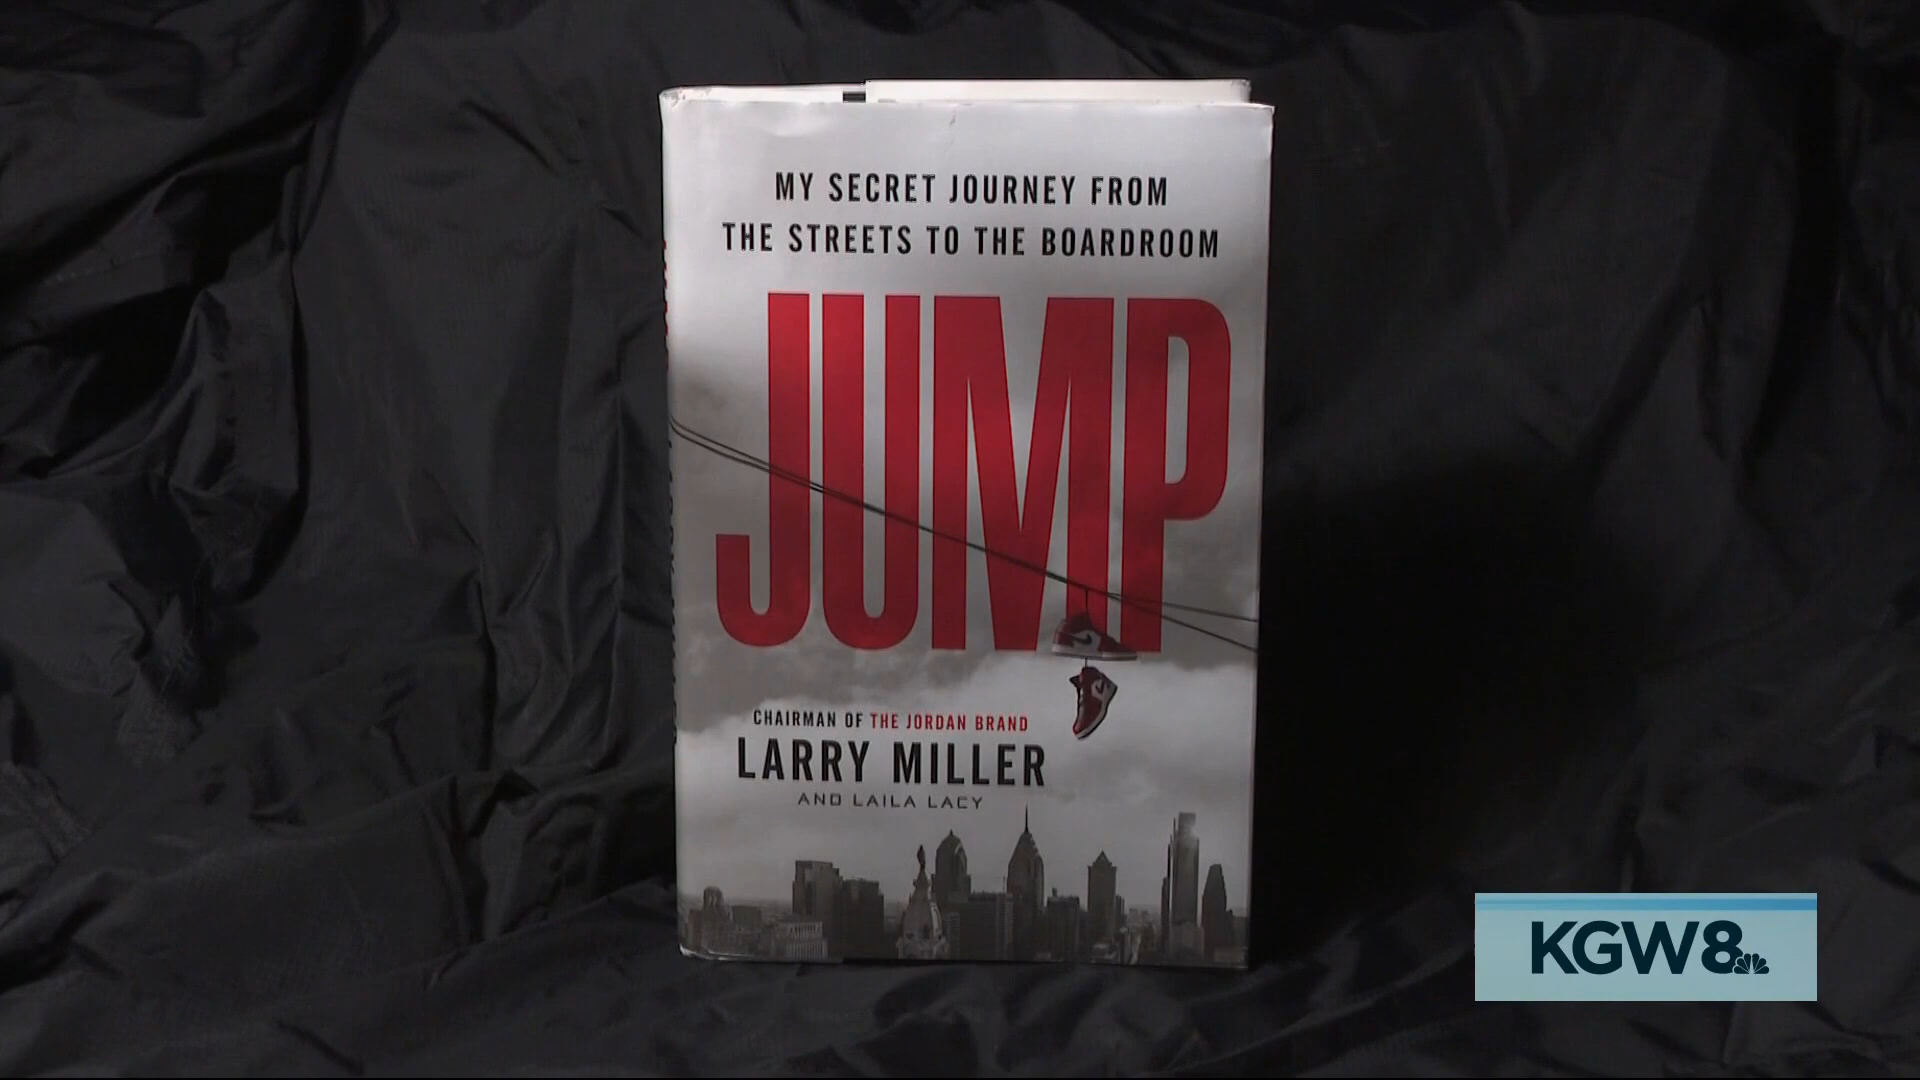 MY SECRET JOURNEY FROM
THE STREETS TO THE BOARDROOM
JUMP
CHAIRMAN OF THE JORDAN BRAND
LARRY MILLER
AND LAILA LACY
KGW8